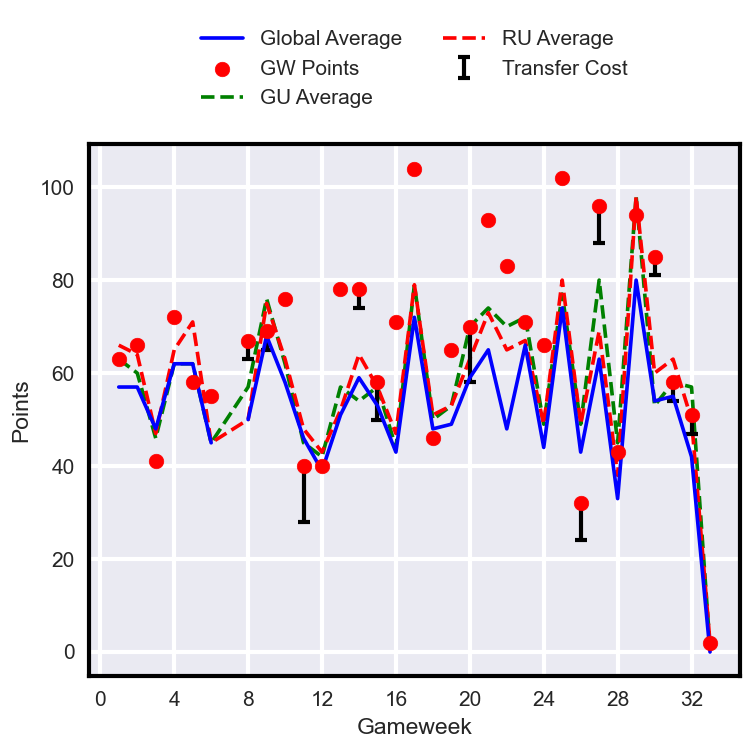 Global Average
GW Points
GU Average
RU Average
Transfer Cost
Points
100
80
60
40
20
0
0 4 8 12 16 20 24 28 32
Gameweek